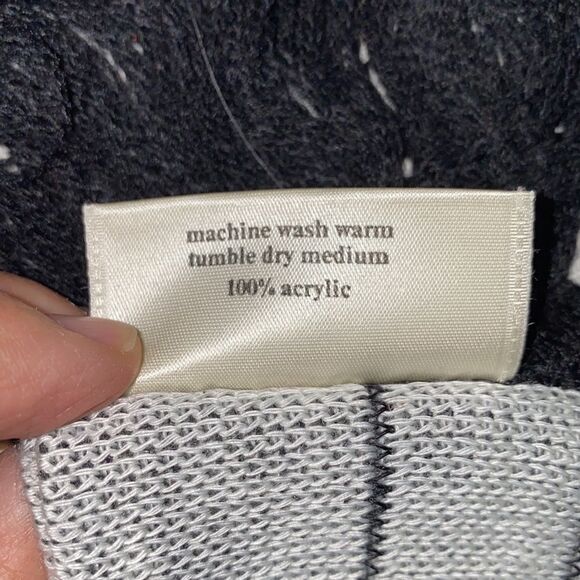 machine wash warm
tumble dry medium
100% acrylic